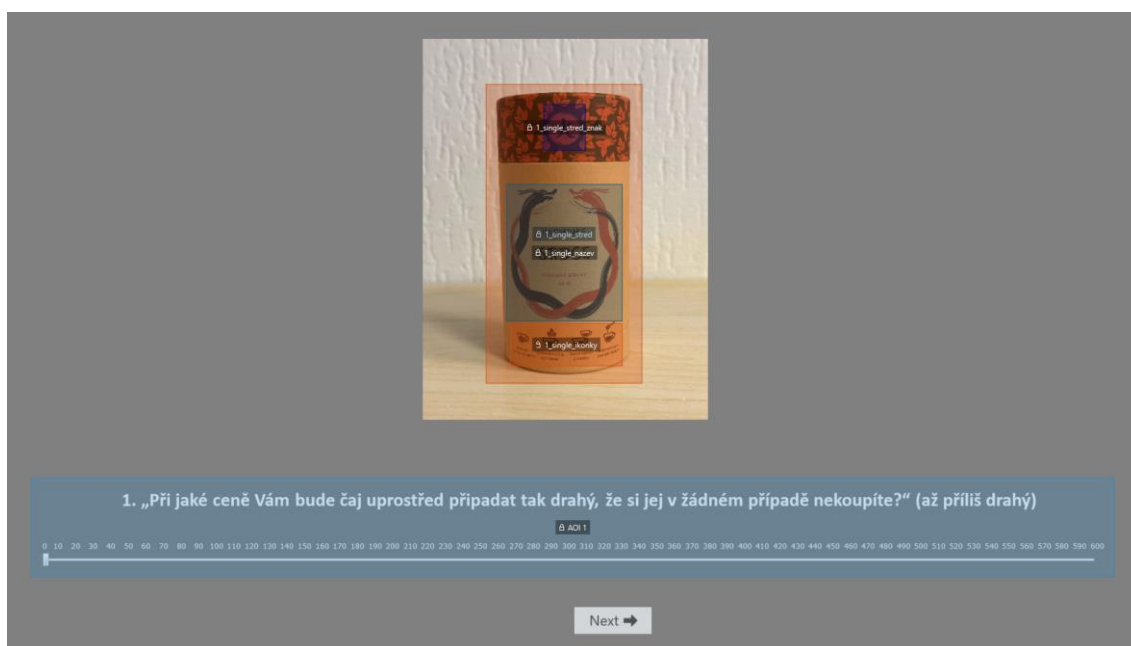 1_single_stred_znak
1_single_stred
1_single_nazev
1_single_ikonky
1. „Při jaké ceně Vám bude čaj uprostřed připadat tak drahý, že si jej v žádném případě nekoupíte?“ (až příliš drahý)
AOI 1
0 10 20 30 40 50 60 70 80 90 100 110 120 130 140 150 160 170 180 190 200 210 220 230 240 250 260 270 280 290 300 310 320 330 340 350 360 370 380 390 400 410 420 430 440 450 460 470 480 490 500 510 520 530 540 550 560 570 580 590 600
Next